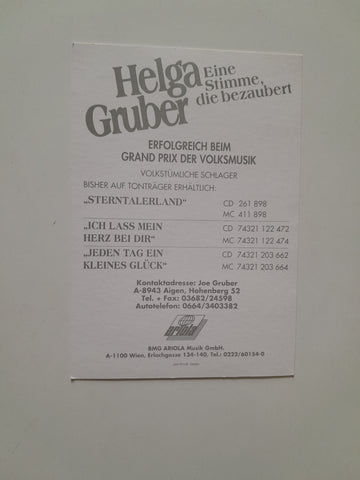 Helga
Gruber
Eine
Stimme,
die bezaubert
ERFOLGREICH BEIM
GRAND PRIX DER VOLKSMUSIK
VOLKSTÜMLICHE SCHLAGER
BISHER AUF TONTRÄGER ERHÄLTLICH:
„STERNTALERLAND" CD 261 898
MC 411 898
„ICH LASS MEIN CD 74321 122 472
HERZ BEI DIR" MC 74321 122 474
„JEDEN TAG EIN CD 74321 203 662
KLEINES GLÜCK" MC 74321 203 664
Kontaktadresse: Joe Gruber
A-8943 Aigen, Hohenberg 52
Tel. + Fax: 03682/24598
Autotelefon: 0664/3403382
ariola
BMG ARIOLA Musik GmbH.
A-1100 Wien, Erlachgasse 134-140, Tel.: 0222/60154-0